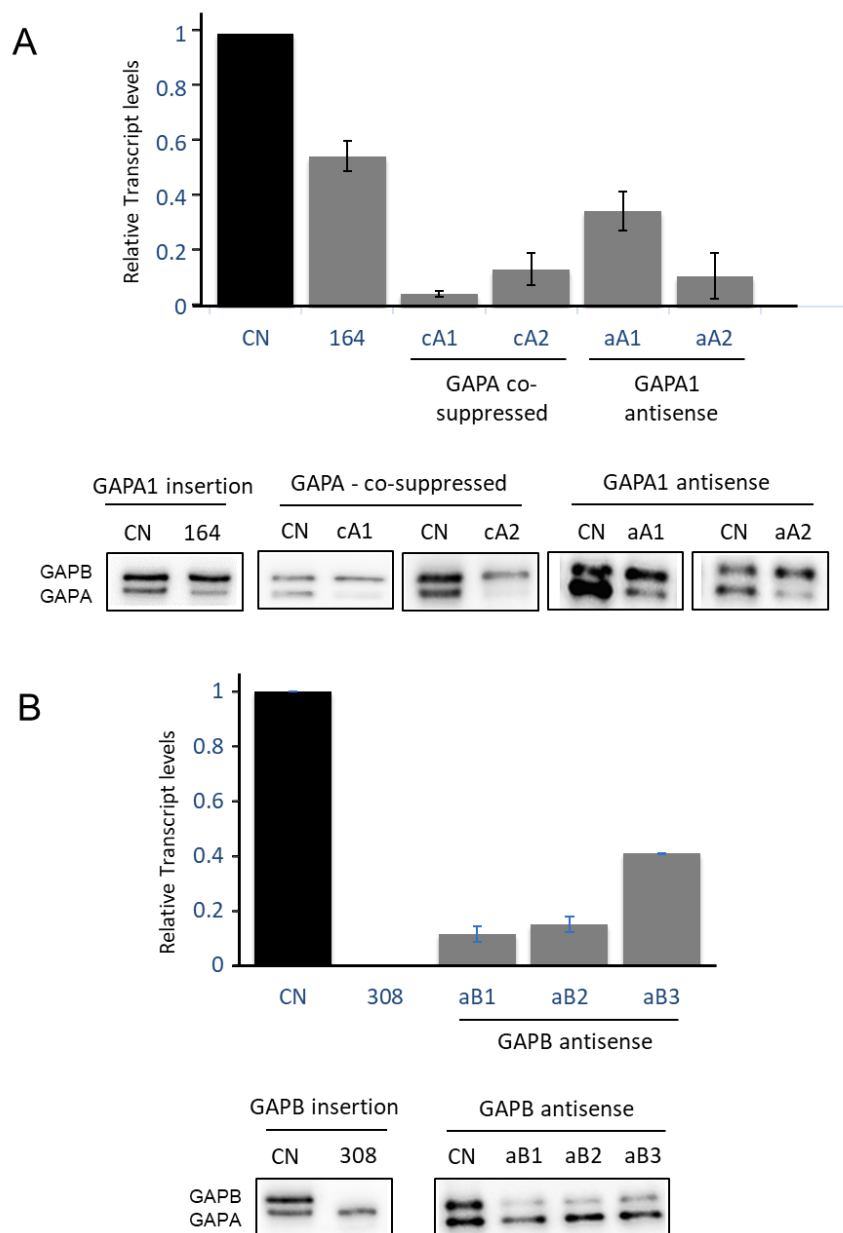 A
Relative Transcript levels
1
0.8
0.6
0.4
0.2
0
CN 164 cA1 cA2 aA1 aA2
GAPA co- GAPA1
suppressed antisense
GAPA1 insertion GAPA - co-suppressed GAPA1 antisense
CN 164 CN cA1 CN cA2 CN aA1 CN aA2
GAPB
GAPA
B
Relative Transcript levels
1
0.8
0.6
0.4
0.2
0
CN 308 aB1 aB2 aB3
GAPB antisense
GAPB insertion GAPB antisense
CN 308 CN aB1 aB2 aB3
GAPB
GAPA